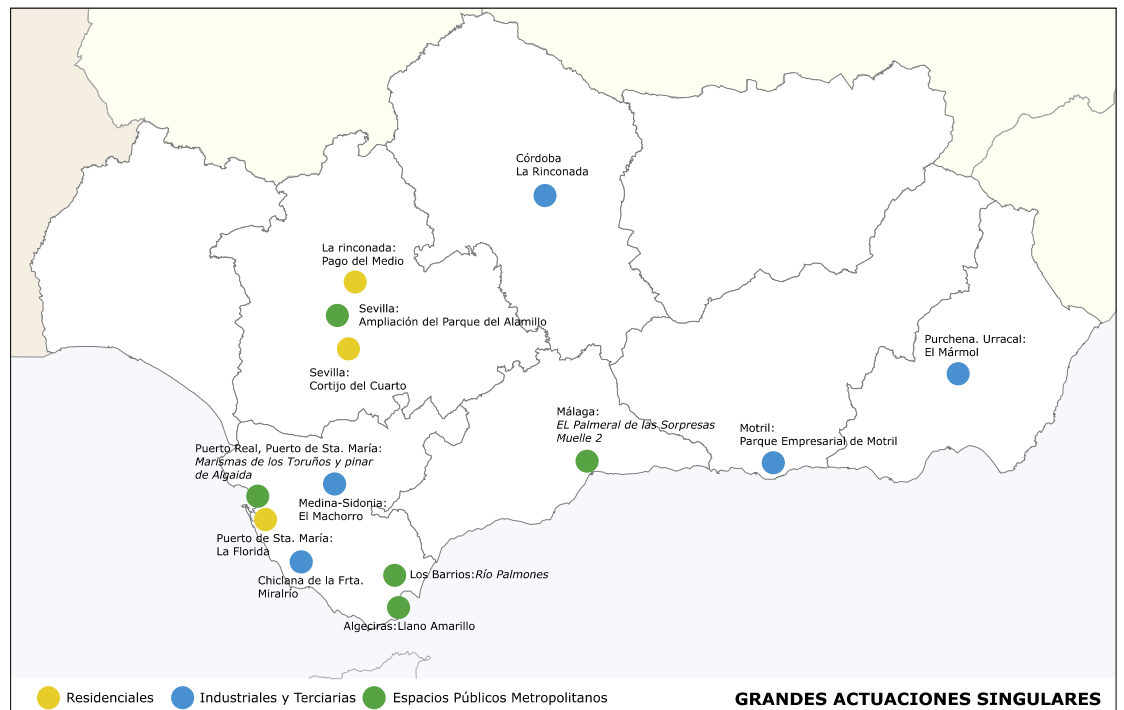 Córdoba
La Rinconada
La rinconada:
Pago del Medio
Sevilla:
Ampliación del Parque del Alamillo
Purchena. Urracal:
El Mármol
Sevilla:
Cortijo del Cuarto
Málaga:
EL Palmeral de las Sorpresas
Muelle 2
Motril:
Parque Empresarial de Motril
Puerto Real, Puerto de Sta. María:
Marismas de los Toruños y pinar
de Algaida
Medina-Sidonia:
El Machorro
Puerto de Sta. María:
La Florida
Chiclana de la Frta.
Miralrío
Los Barrios:Río Palmones
Algeciras:Llano Amarillo
Residenciales
Industriales y Terciarias
Espacios Públicos Metropolitanos
GRANDES ACTUACIONES SINGULARES